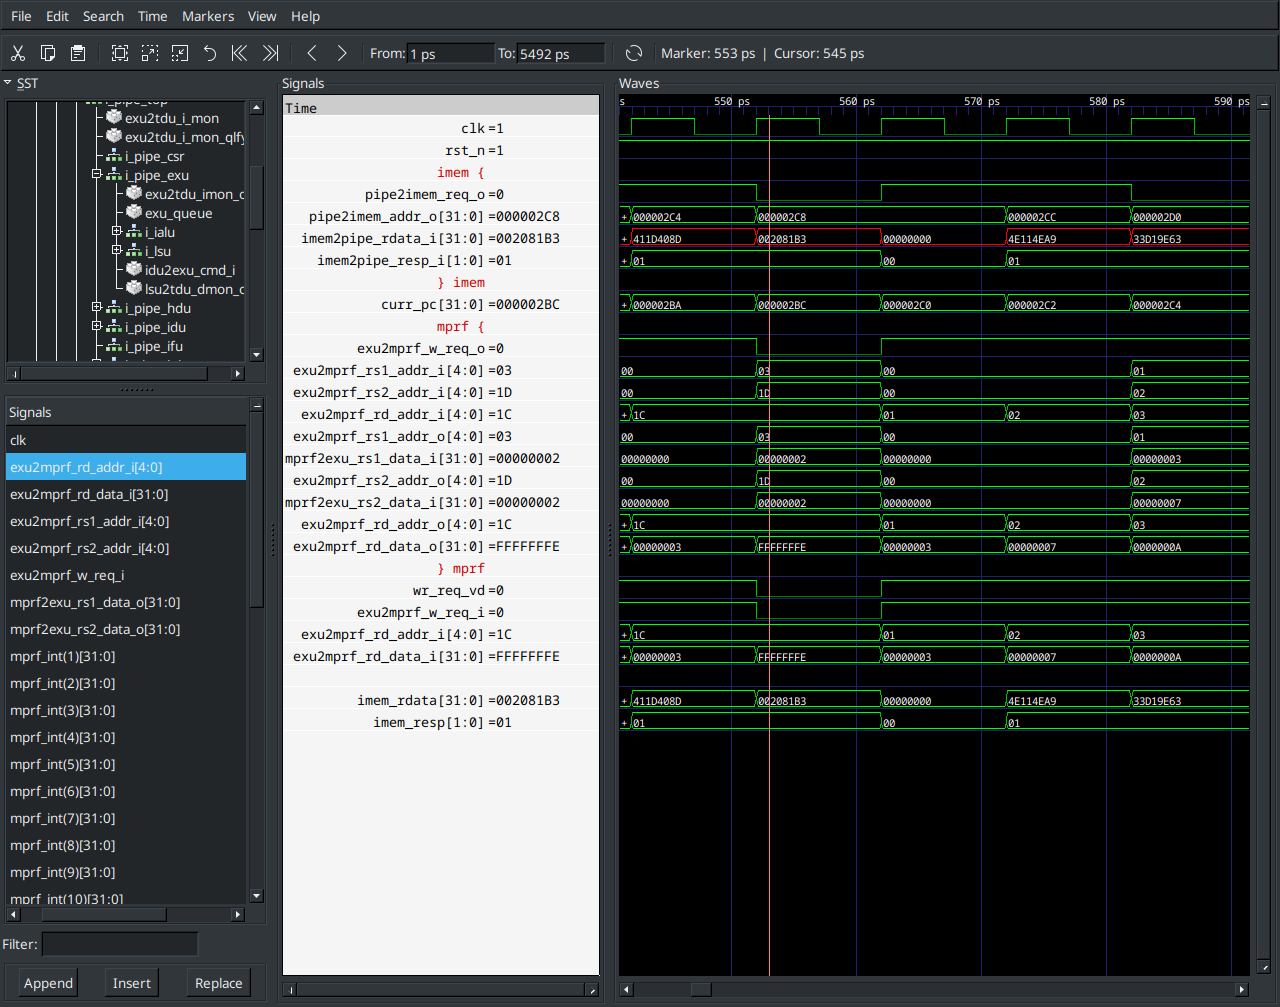 File Edit Search Time Markers View Help
From: 1 ps To: 5492 ps Marker: 553 ps | Cursor: 545 ps
SST
i_pipe_top
exu2tdu_i_mon
exu2tdu_i_mon_qlfy
i_pipe_csr
i_pipe_exu
exu2tdu_imon_c
exu_queue
i_ialu
i_lsu
idu2exu_cmd_i
lsu2tdu_dmon_c
i_pipe_hdu
i_pipe_idu
i_pipe_ifu
Signals
clk
exu2mprf_rd_addr_i[4:0]
exu2mprf_rd_data_i[31:0]
exu2mprf_rs1_addr_i[4:0]
exu2mprf_rs2_addr_i[4:0]
exu2mprf_w_req_i
mprf2exu_rs1_data_o[31:0]
mprf2exu_rs2_data_o[31:0]
mprf_int(1)[31:0]
mprf_int(2)[31:0]
mprf_int(3)[31:0]
mprf_int(4)[31:0]
mprf_int(5)[31:0]
mprf_int(6)[31:0]
mprf_int(7)[31:0]
mprf_int(8)[31:0]
mprf_int(9)[31:0]
mprf_int(10)[31:0]
Filter:
Append Insert Replace
Signals
Time
clk=1
rst_n=1
imem {
pipe2imem_req_o=0
pipe2imem_addr_o[31:0]=000002C8
imem2pipe_rdata_i[31:0]=002081B3
imem2pipe_resp_i[1:0]=01
} imem
curr_pc[31:0]=000002BC
mprf {
exu2mprf_w_req_o=0
exu2mprf_rs1_addr_i[4:0]=03
exu2mprf_rs2_addr_i[4:0]=1D
exu2mprf_rd_addr_i[4:0]=1C
exu2mprf_rs1_addr_o[4:0]=03
mprf2exu_rs1_data_i[31:0]=00000002
exu2mprf_rs2_addr_o[4:0]=1D
mprf2exu_rs2_data_i[31:0]=00000002
exu2mprf_rd_addr_o[4:0]=1C
exu2mprf_rd_data_o[31:0]=FFFFFFFE
} mprf
wr_req_vd=0
exu2mprf_w_req_i=0
exu2mprf_rd_addr_i[4:0]=1C
exu2mprf_rd_data_i[31:0]=FFFFFFFE
imem_rdata[31:0]=002081B3
imem_resp[1:0]=01
Waves
s 550 ps 560 ps 570 ps 580 ps 590 ps
+ 000002C4 000002C8 000002CC 000002D0
+ 411D408D 002081B3 00000000 4E114EA9 33D19E63
+ 01 00 01
+ 000002BA 000002BC 000002C0 000002C2 000002C4
00 03 00 01
00 1D 00 02
+ 1C 01 02 03
00 03 00 01
00000000 00000002 00000000 00000003
00 1D 00 02
00000000 00000002 00000000 00000007
+ 1C 01 02 03
+ 00000003 FFFFFFFE 00000003 00000007 0000000A
+ 1C 01 02 03
+ 00000003 FFFFFFFE 00000003 00000007 0000000A
+ 411D408D 002081B3 00000000 4E114EA9 33D19E63
+ 01 00 01